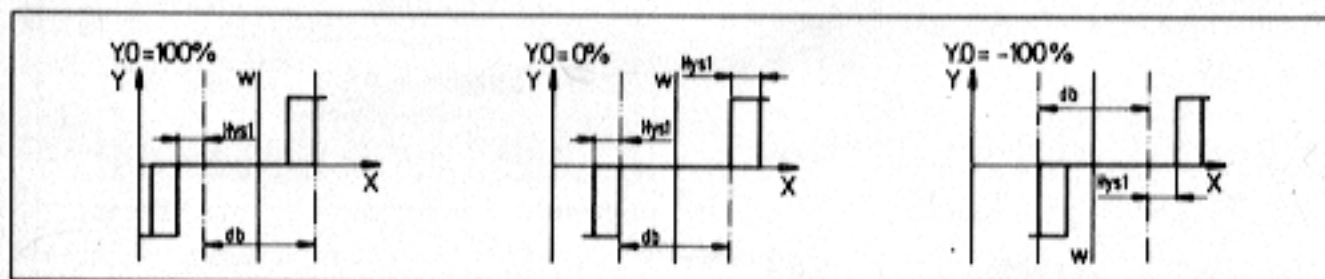 Y.0=100%
Y
W
Hys1
X
db
Y.0=0%
Y
W
Hys1
Hys1
X
db
Y.0= -100%
Y
db
Hys1
X
W